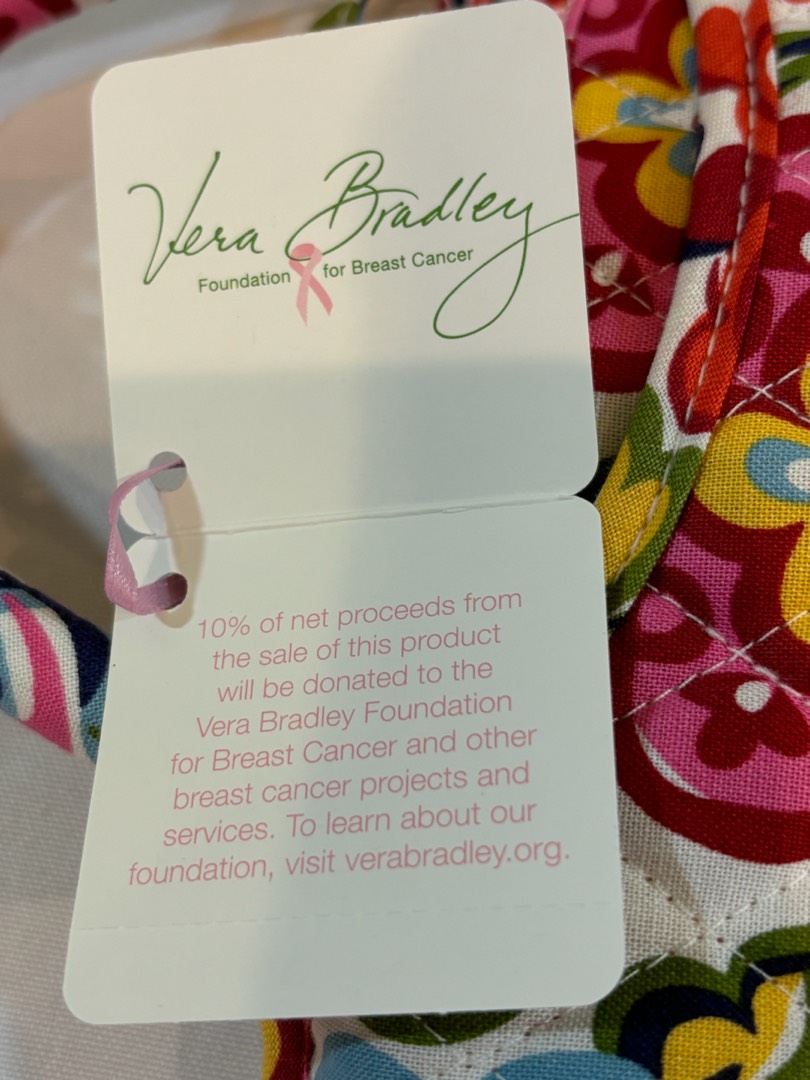 Vera Bradley
Foundation for Breast Cancer
10% of net proceeds from
the sale of this product
will be donated to the
Vera Bradley Foundation
for Breast Cancer and other
breast cancer projects and
services. To learn about our
foundation, visit verabradley.org.